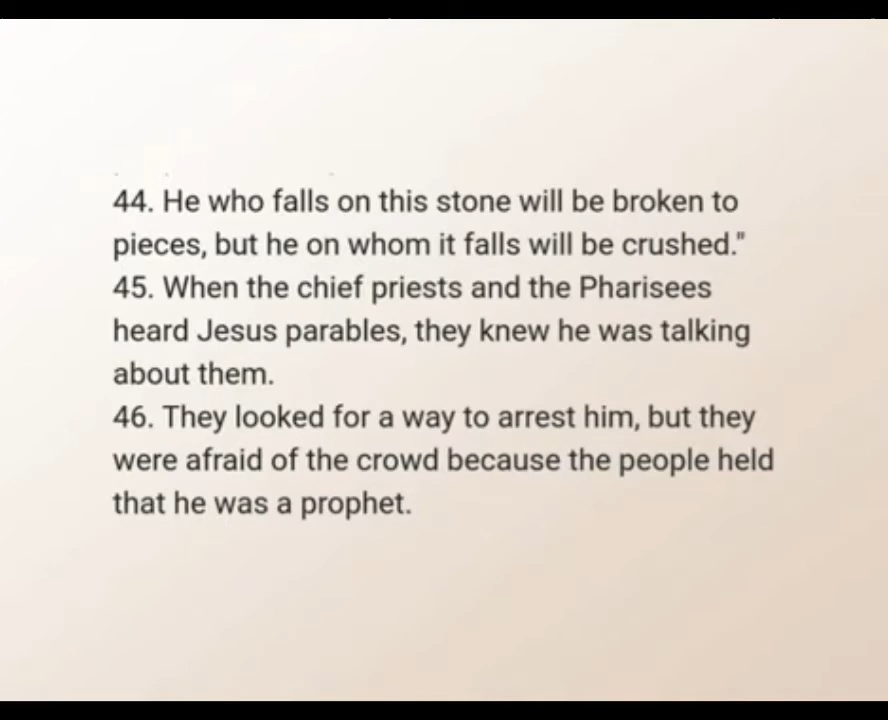 44. He who falls on this stone will be broken to
pieces, but he on whom it falls will be crushed."
45. When the chief priests and the Pharisees
heard Jesus parables, they knew he was talking
about them.
46. They looked for a way to arrest him, but they
were afraid of the crowd because the people held
that he was a prophet.